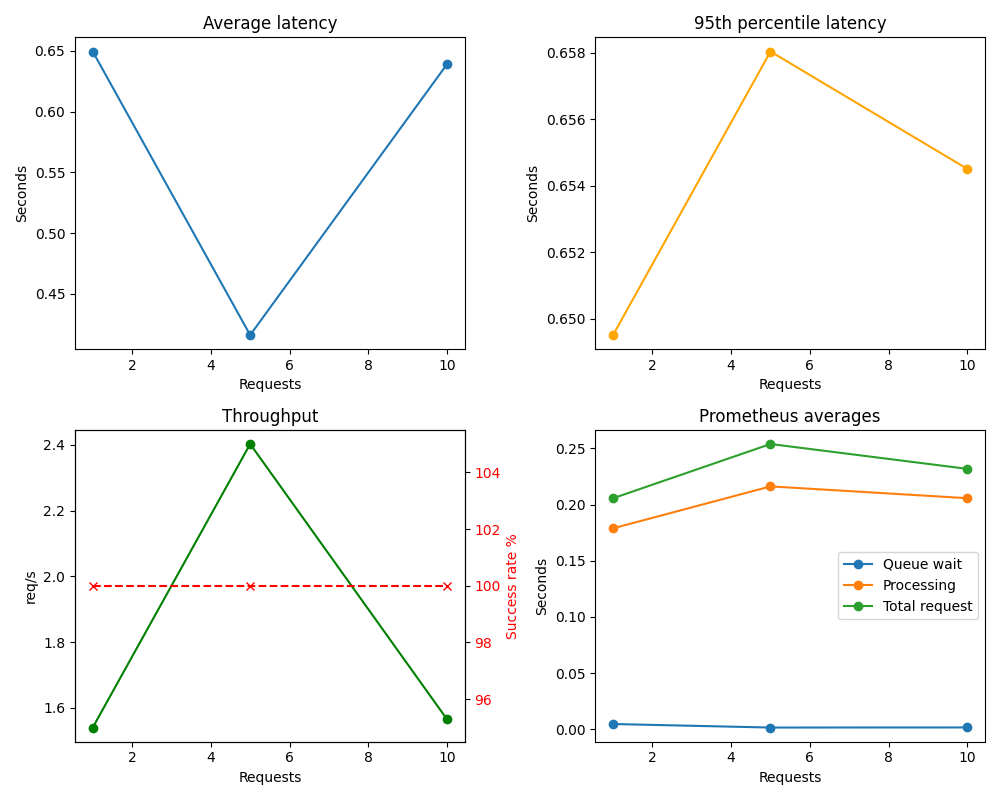 Average latency
0.65
0.60
0.55
0.50
0.45
Seconds
2 4 6 8 10
Requests
95th percentile latency
0.658
0.656
0.654
0.652
0.650
Seconds
2 4 6 8 10
Requests
Throughput
2.4
2.2
2.0
1.8
1.6
req/s
104
102
100
98
96
Success rate %
2 4 6 8 10
Requests
Prometheus averages
0.25
0.20
0.15
0.10
0.05
0.00
Seconds
Queue wait
Processing
Total request
2 4 6 8 10
Requests